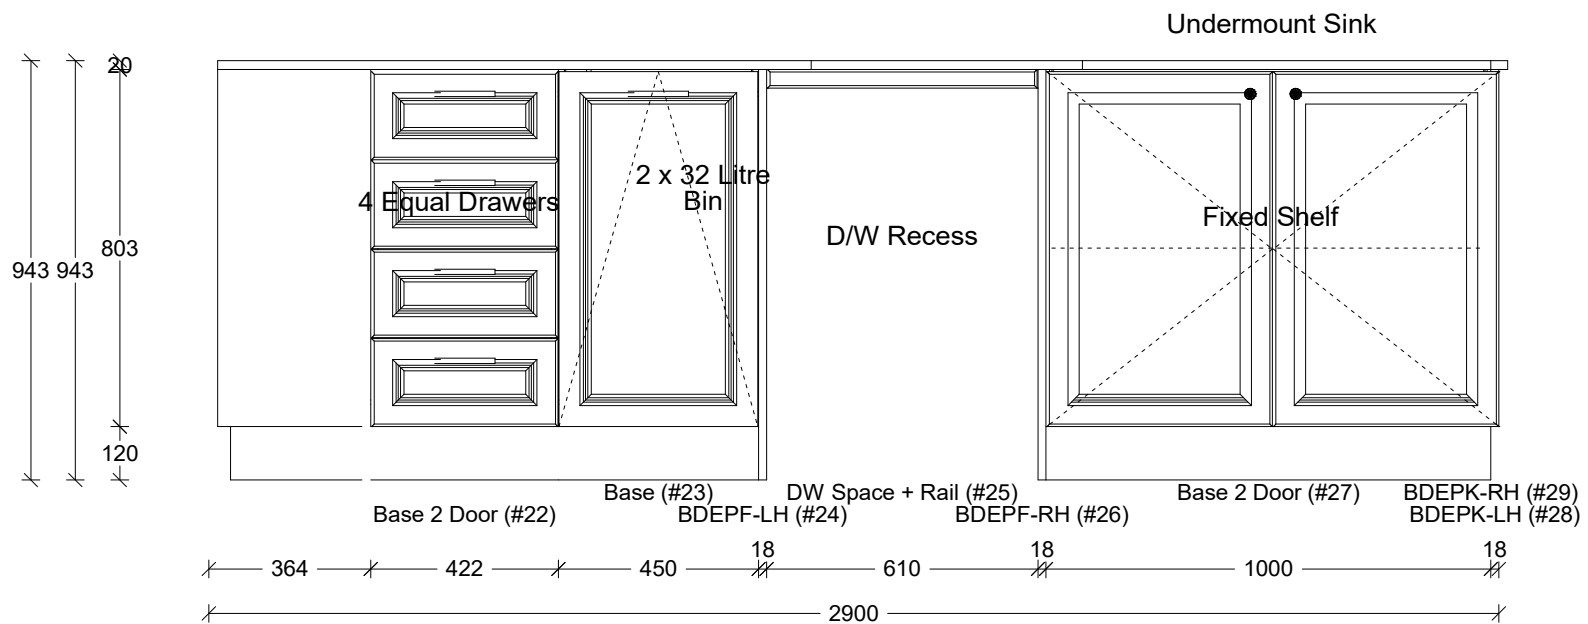 Undermount Sink
20
2 x 32 Litre
Bin
4 Equal Drawers
Fixed Shelf
D/W Recess
803
943
943
120
Base (#23)
DW Space + Rail (#25)
Base 2 Door (#27)
BDEPK-RH (#29)
Base 2 Door (#22)
BDEPF-LH (#24)
BDEPF-RH (#26)
BDEPK-LH (#28)
18
18
18
364
422
450
610
1000
2900